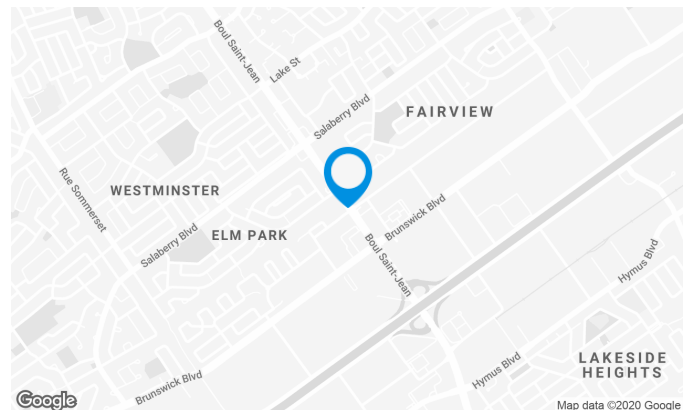 Boul Saint-Jean
Lake St
Salaberry Blvd
FAIRVIEW
Rue Sommerset
WESTMINSTER
Salaberry Blvd
ELM PARK
Brunswick Blvd
Boul Saint-Jean
Hymus Blvd
Brunswick Blvd
Hymus Blvd
LAKESIDE
HEIGHTS
Google
Map data ©2020 Google